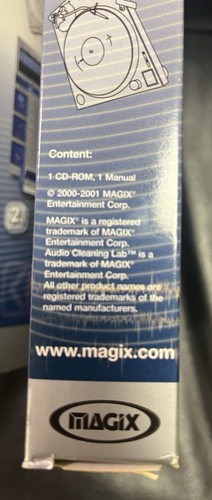 Content:
1 CD-ROM, 1 Manual
© 2000-2001 MAGIX®
Entertainment Corp.
MAGIX® is a registered
trademark of MAGIX®
Entertainment Corp.
Audio Cleaning Lab™ is a
trademark of MAGIX®
Entertainment Corp.
All other product names are
registered trademarks of the
named manufacturers.
www.magix.com
MAGIX